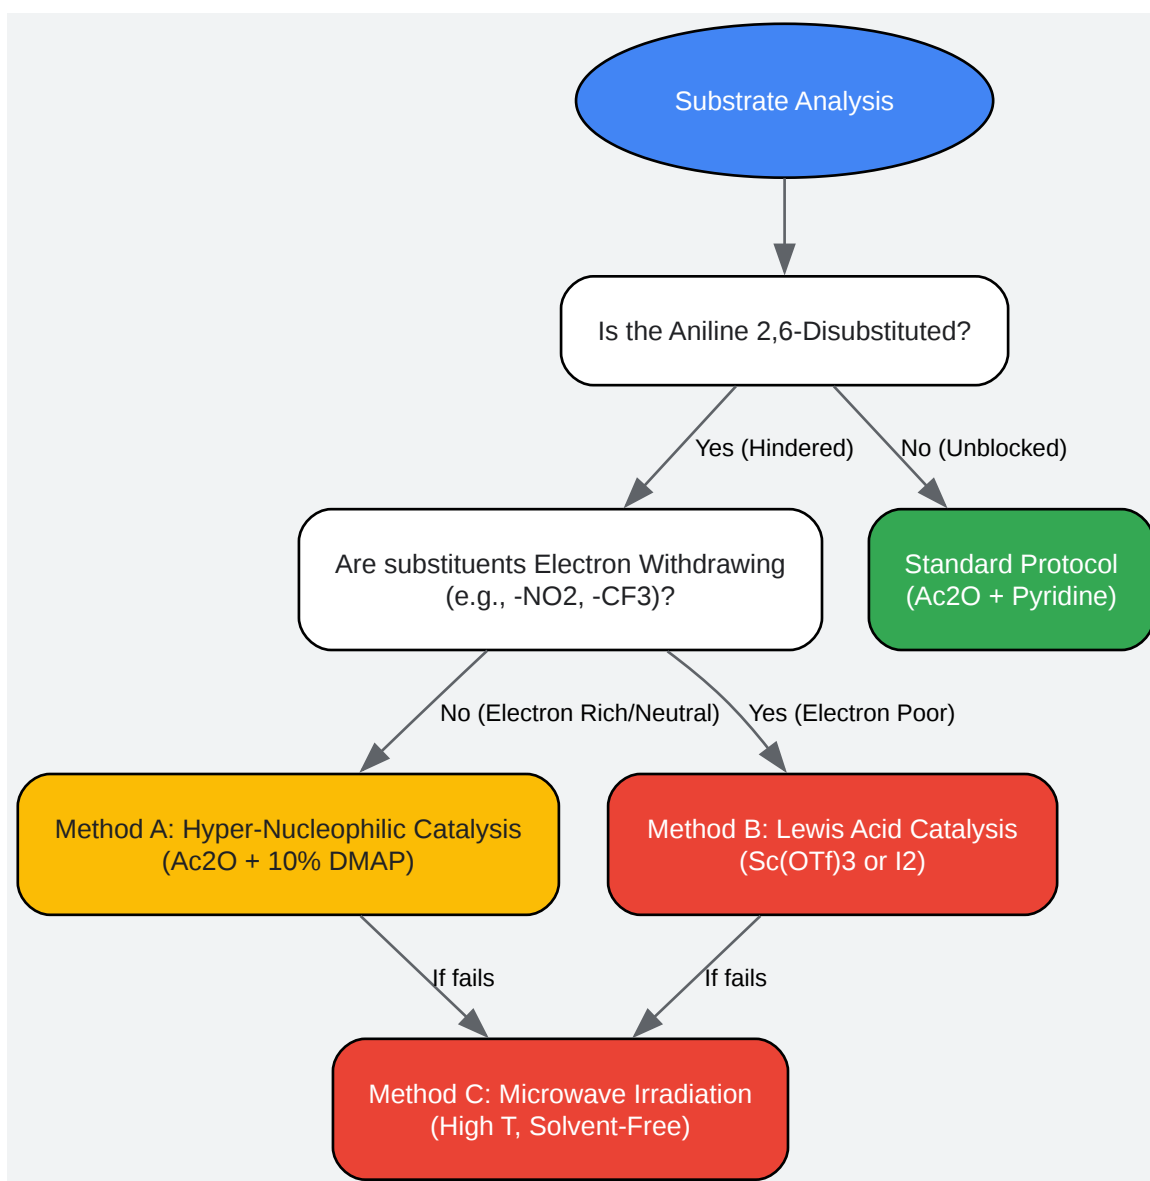 Substrate Analysis
Is the Aniline 2,6-Disubstituted?
Yes (Hindered)
No (Unblocked)
Are substituents Electron Withdrawing
(e.g., -NO2, -CF3)?
Standard Protocol
(Ac2O + Pyridine)
No (Electron Rich/Neutral)
Yes (Electron Poor)
Method A: Hyper-Nucleophilic Catalysis
(Ac2O + 10% DMAP)
Method B: Lewis Acid Catalysis
(Sc(OTf)3 or I2)
If fails
If fails
Method C: Microwave Irradiation
(High T, Solvent-Free)